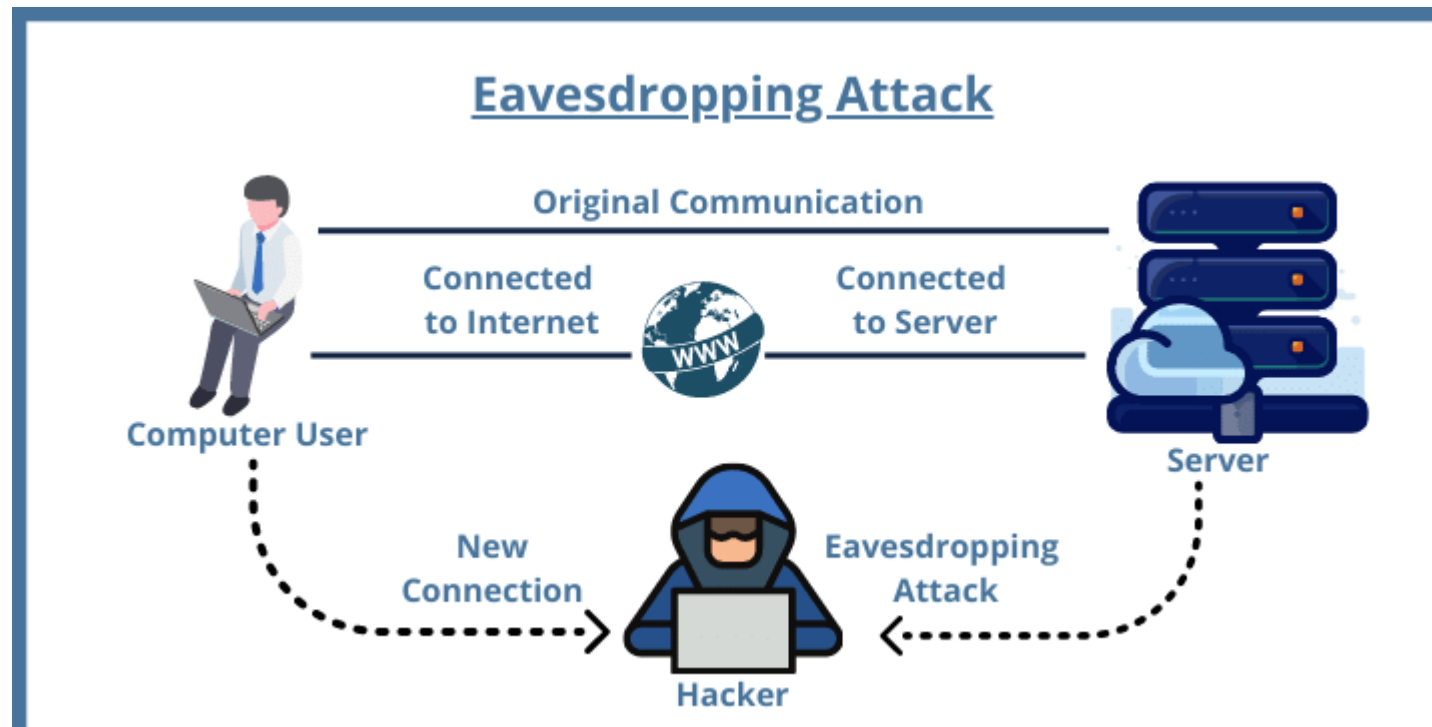 Eavesdropping Attack
Original Communication
Connected
to Internet
Connected
to Server
WWW
Computer User
Server
New
Connection
Eavesdropping
Attack
Hacker